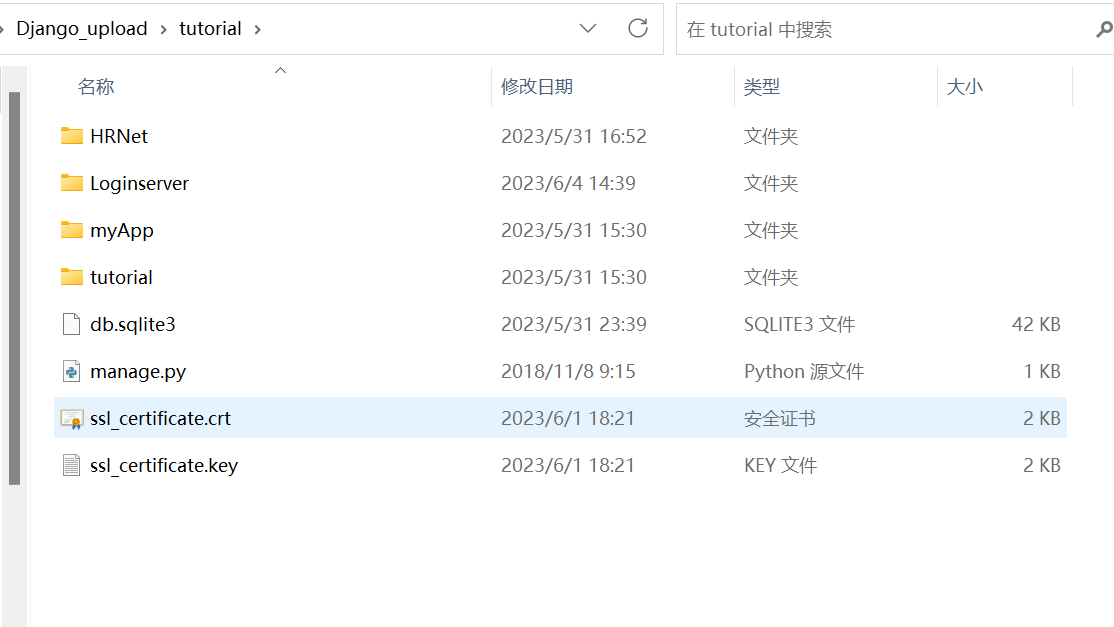 Django_upload › tutorial ›
在 tutorial 中搜索
名称 修改日期 类型 大小
HRNet 2023/5/31 16:52 文件夹
Loginserver 2023/6/4 14:39 文件夹
myApp 2023/5/31 15:30 文件夹
tutorial 2023/5/31 15:30 文件夹
db.sqlite3 2023/5/31 23:39 SQLITE3 文件 42 KB
manage.py 2018/11/8 9:15 Python 源文件 1 KB
ssl_certificate.crt 2023/6/1 18:21 安全证书 2 KB
ssl_certificate.key 2023/6/1 18:21 KEY 文件 2 KB